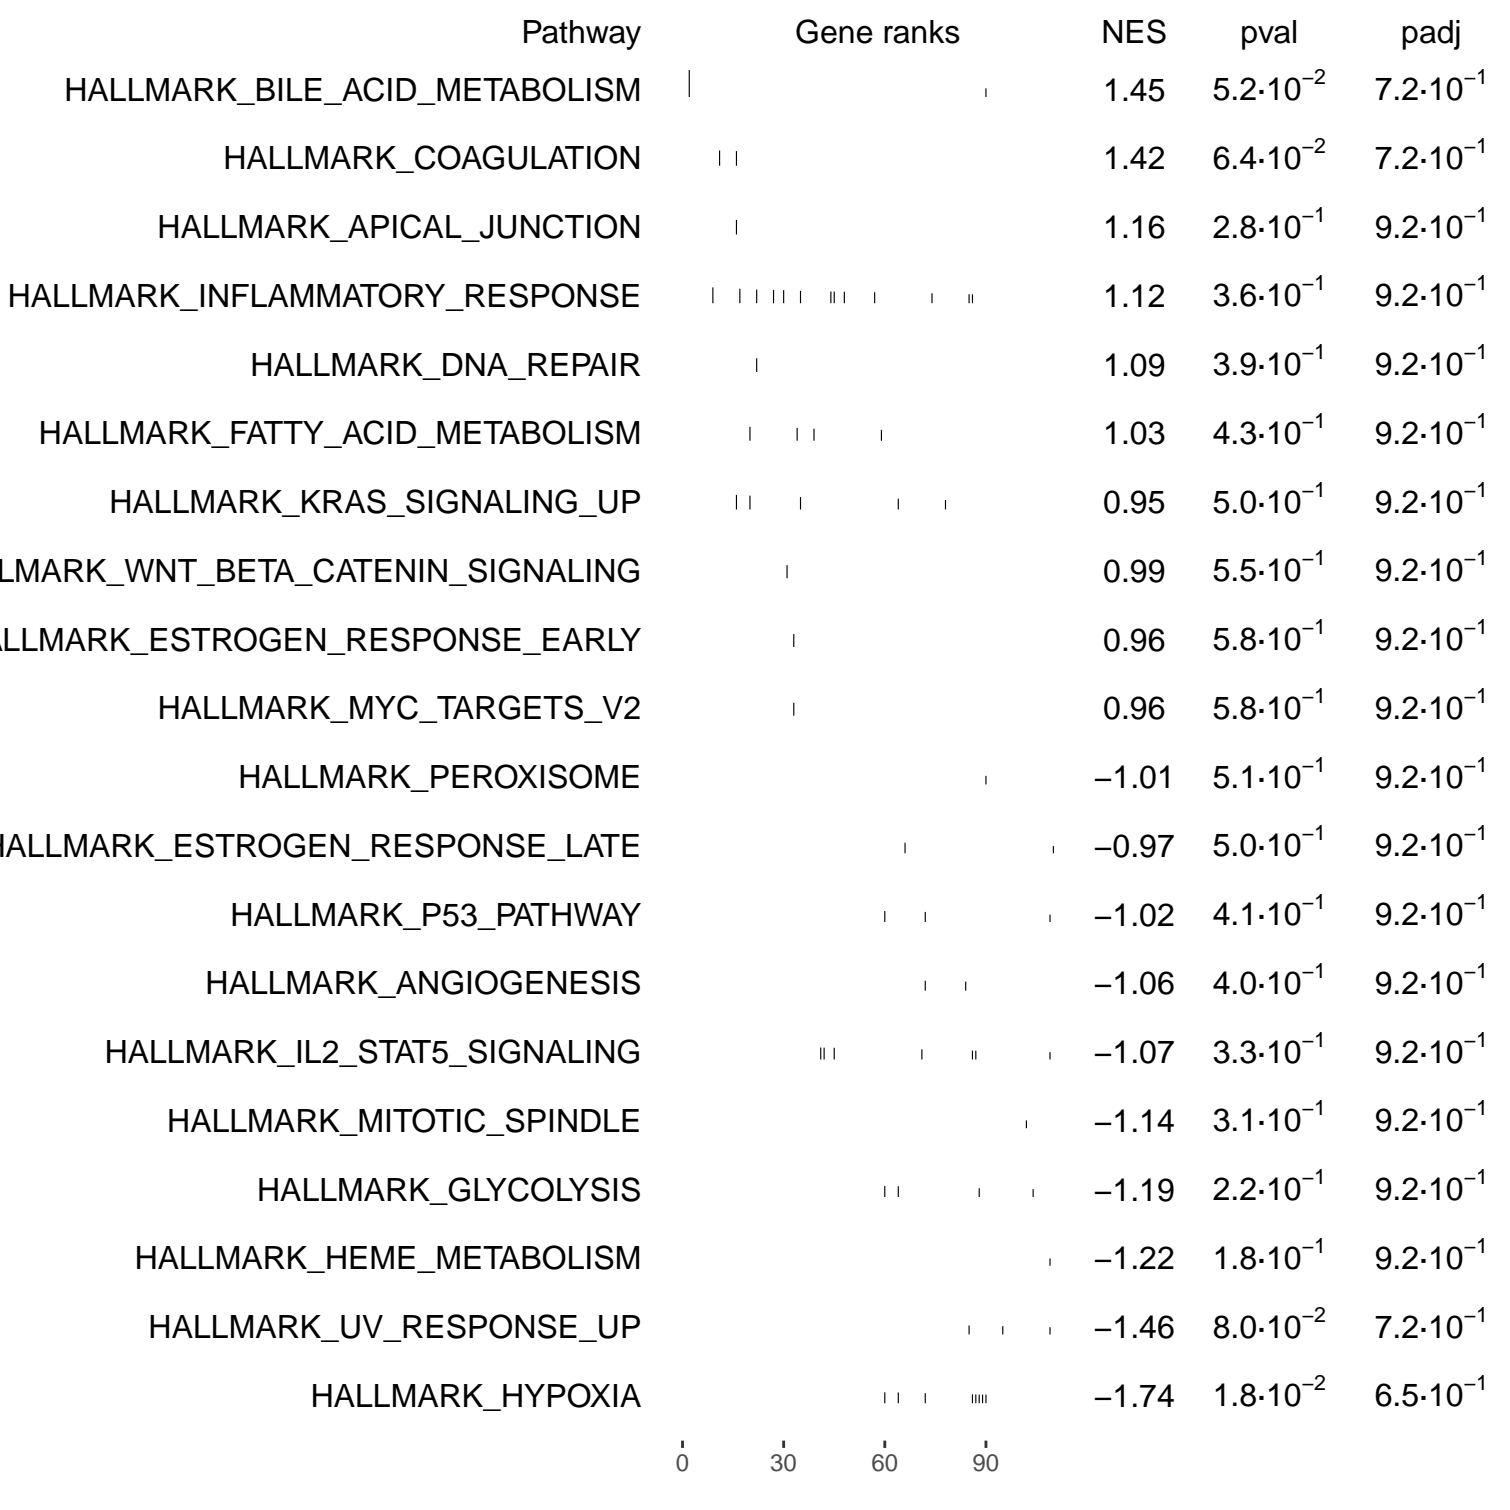 Pathway Gene ranks NES pval padj
HALLMARK_BILE_ACID_METABOLISM 1.45 5.2·10⁻² 7.2·10⁻¹
HALLMARK_COAGULATION 1.42 6.4·10⁻² 7.2·10⁻¹
HALLMARK_APICAL_JUNCTION 1.16 2.8·10⁻¹ 9.2·10⁻¹
HALLMARK_INFLAMMATORY_RESPONSE 1.12 3.6·10⁻¹ 9.2·10⁻¹
HALLMARK_DNA_REPAIR 1.09 3.9·10⁻¹ 9.2·10⁻¹
HALLMARK_FATTY_ACID_METABOLISM 1.03 4.3·10⁻¹ 9.2·10⁻¹
HALLMARK_KRAS_SIGNALING_UP 0.95 5.0·10⁻¹ 9.2·10⁻¹
LMARK_WNT_BETA_CATENIN_SIGNALING 0.99 5.5·10⁻¹ 9.2·10⁻¹
ALLMARK_ESTROGEN_RESPONSE_EARLY 0.96 5.8·10⁻¹ 9.2·10⁻¹
HALLMARK_MYC_TARGETS_V2 0.96 5.8·10⁻¹ 9.2·10⁻¹
HALLMARK_PEROXISOME −1.01 5.1·10⁻¹ 9.2·10⁻¹
HALLMARK_ESTROGEN_RESPONSE_LATE −0.97 5.0·10⁻¹ 9.2·10⁻¹
HALLMARK_P53_PATHWAY −1.02 4.1·10⁻¹ 9.2·10⁻¹
HALLMARK_ANGIOGENESIS −1.06 4.0·10⁻¹ 9.2·10⁻¹
HALLMARK_IL2_STAT5_SIGNALING −1.07 3.3·10⁻¹ 9.2·10⁻¹
HALLMARK_MITOTIC_SPINDLE −1.14 3.1·10⁻¹ 9.2·10⁻¹
HALLMARK_GLYCOLYSIS −1.19 2.2·10⁻¹ 9.2·10⁻¹
HALLMARK_HEME_METABOLISM −1.22 1.8·10⁻¹ 9.2·10⁻¹
HALLMARK_UV_RESPONSE_UP −1.46 8.0·10⁻² 7.2·10⁻¹
HALLMARK_HYPOXIA −1.74 1.8·10⁻² 6.5·10⁻¹
0 30 60 90